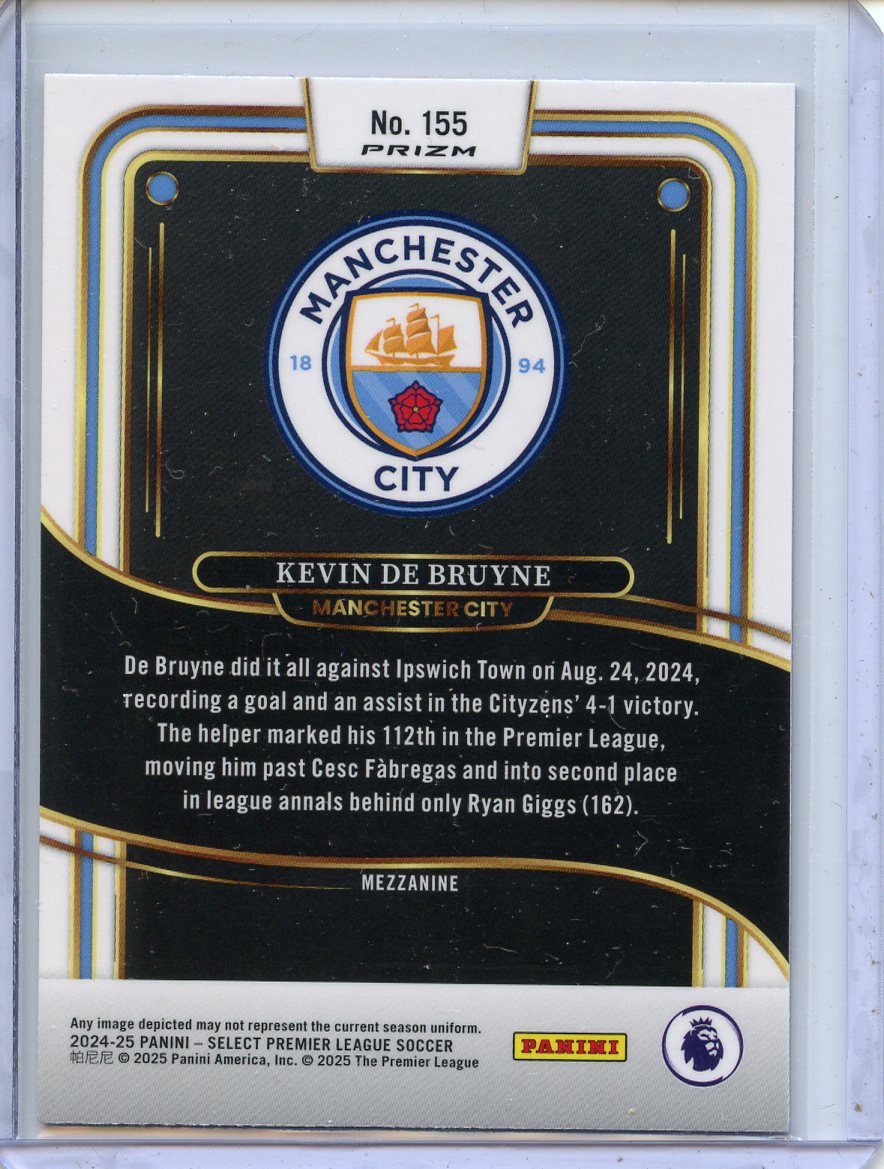 No. 155
PRIZM
MANCHESTER
18 94
CITY
KEVIN DE BRUYNE
MANCHESTER CITY
De Bruyne did it all against Ipswich Town on Aug. 24, 2024,
recording a goal and an assist in the Cityzens' 4-1 victory.
The helper marked his 112th in the Premier League,
moving him past Cesc Fàbregas and into second place
in league annals behind only Ryan Giggs (162).
MEZZANINE
Any image depicted may not represent the current season uniform.
2024-25 PANINI – SELECT PREMIER LEAGUE SOCCER
帕尼尼 © 2025 Panini America, Inc. © 2025 The Premier League
PANINI